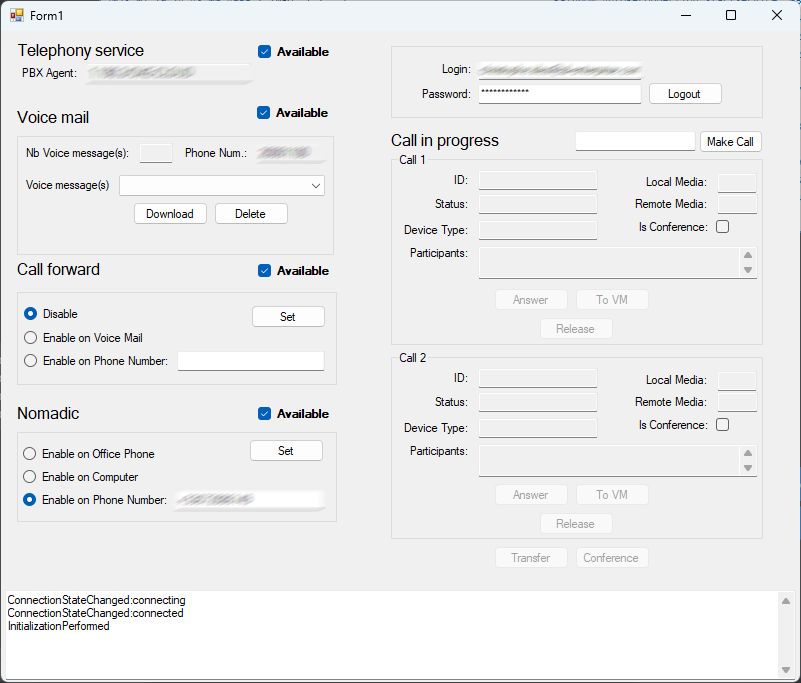 Form1
Telephony service
Available
PBX Agent:
Voice mail
Available
Nb Voice message(s):
Phone Num.:
Voice message(s)
Download
Delete
Call forward
Available
Disable
Set
Enable on Voice Mail
Enable on Phone Number:
Nomadic
Available
Enable on Office Phone
Set
Enable on Computer
Enable on Phone Number:
Login:
Password:
************
Logout
Call in progress
Make Call
Call 1
ID:
Local Media:
Status:
Remote Media:
Device Type:
Is Conference:
Participants:
Answer
To VM
Release
Call 2
ID:
Local Media:
Status:
Remote Media:
Device Type:
Is Conference:
Participants:
Answer
To VM
Release
Transfer
Conference
ConnectionStateChanged:connecting
ConnectionStateChanged:connected
InitializationPerformed